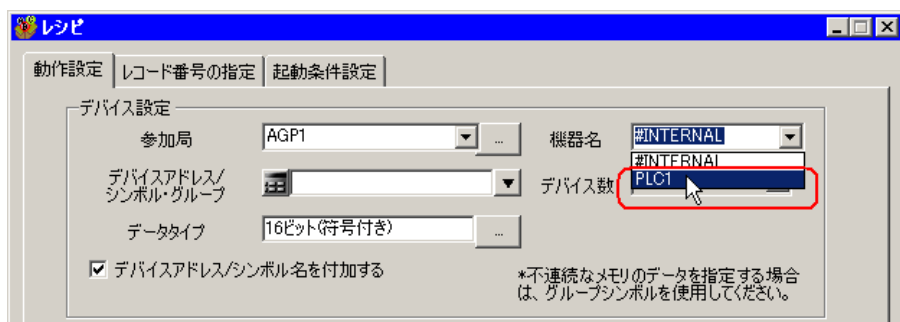 レシピ
動作設定 レコード番号の指定 起動条件設定
デバイス設定
参加局 AGP1 ... 機器名 #INTERNAL
#INTERNAL
デバイスアドレス/
シンボル・グループ デバイス数 PLC1
データタイプ 16ビット(符号付き) ...
デバイスアドレス/シンボル名を付加する
*不連続なメモリのデータを指定する場合
は、グループシンボルを使用してください。